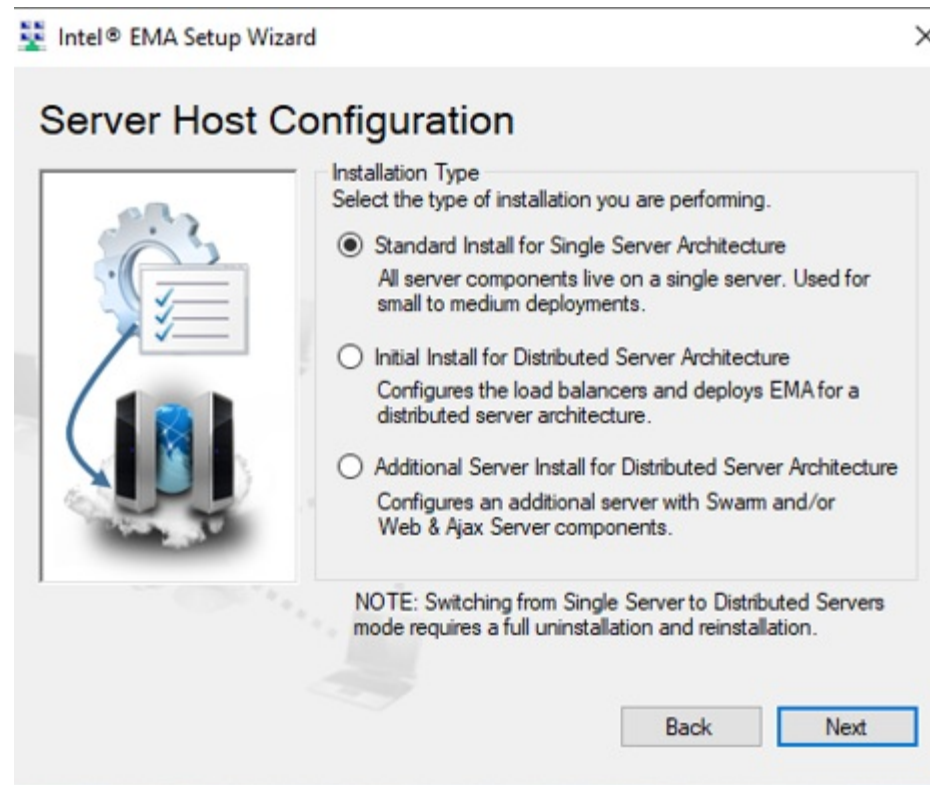 Intel® EMA Setup Wizard
Server Host Configuration
Installation Type
Select the type of installation you are performing.
Standard Install for Single Server Architecture
All server components live on a single server. Used for
small to medium deployments.
Initial Install for Distributed Server Architecture
Configures the load balancers and deploys EMA for a
distributed server architecture.
Additional Server Install for Distributed Server Architecture
Configures an additional server with Swarm and/or
Web & Ajax Server components.
NOTE: Switching from Single Server to Distributed Servers
mode requires a full uninstallation and reinstallation.
Back Next